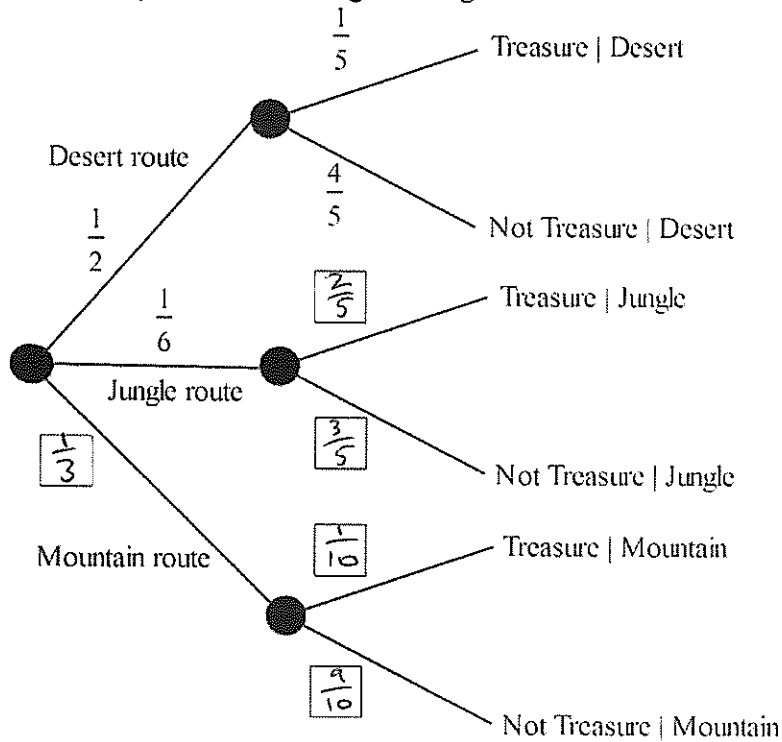 1/5
Treasure | Desert
Desert route
4/5
Not Treasure | Desert
1/2
2/5
Treasure | Jungle
1/6
Jungle route
3/5
Not Treasure | Jungle
1/3
1/10
Treasure | Mountain
Mountain route
9/10
Not Treasure | Mountain